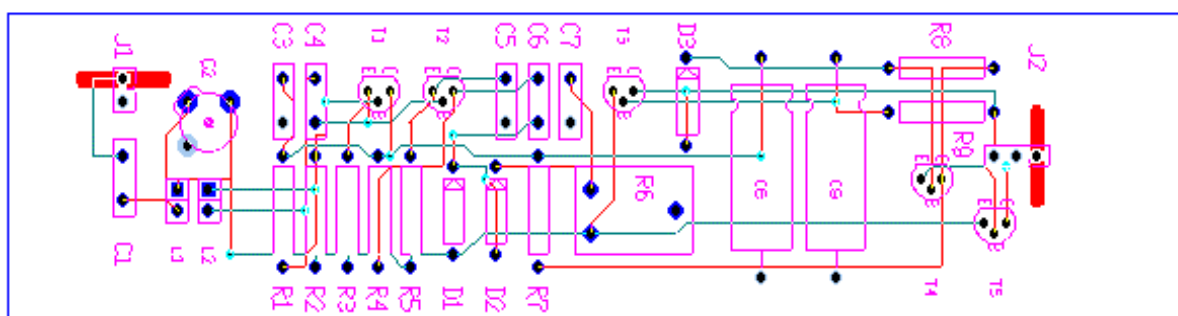 J1 C2 C3 C4 T1 T2 C5 C6 C7 T3 D3 R8 J2
E C E C E C
B B B
R9
R6 C8 C9
E C
B
E C
B
C1 L1 L2 R1 R2 R3 R4 R5 D1 D2 R7 T4 T5